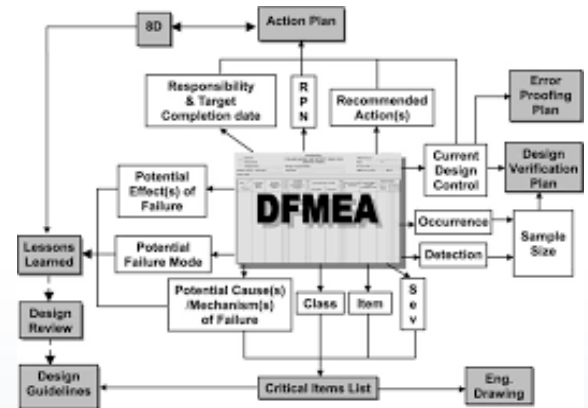 8D
Action Plan
Responsibility
& Target
Completion date
R
P
N
Recommended
Action(s)
Error
Proofing
Plan
Current
Design
Control
Design
Verification
Plan
Potential
Effect(s) of
Failure
DFMEA
Occurrence
Sample
Size
Lessons
Learned
Potential
Failure Mode
Detection
Potential Cause(s)
/Mechanism(s)
of Failure
Class
Item
S
e
v
Design
Review
Design
Guidelines
Critical Items List
Eng.
Drawing